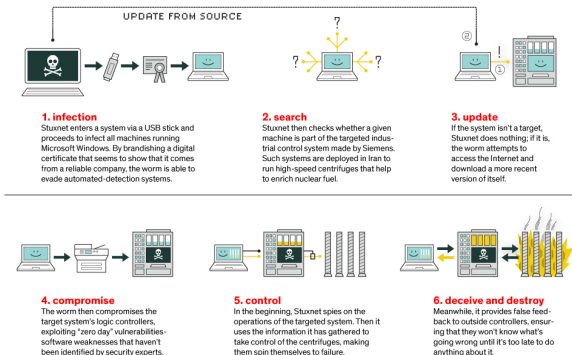 UPDATE FROM SOURCE
?
?
?
②
!
①
1. infection
Stuxnet enters a system via a USB stick and
proceeds to infect all machines running
Microsoft Windows. By brandishing a digital
certificate that seems to show that it comes
from a reliable company, the worm is able to
evade automated-detection systems.
2. search
Stuxnet then checks whether a given
machine is part of the targeted indus-
trial control system made by Siemens.
Such systems are deployed in Iran to
run high-speed centrifuges that help
to enrich nuclear fuel.
3. update
If the system isn't a target,
Stuxnet does nothing; if it is,
the worm attempts to
access the Internet and
download a more recent
version of itself.
4. compromise
The worm then compromises the
target system's logic controllers,
exploiting "zero day" vulnerabilities-
software weaknesses that haven't
been identified by security experts.
5. control
In the beginning, Stuxnet spies on the
operations of the targeted system. Then it
uses the information it has gathered to
take control of the centrifuges, making
them spin themselves to failure.
6. deceive and destroy
Meanwhile, it provides false feed-
back to outside controllers, ensur-
ing that they won't know what's
going wrong until it's too late to do
anything about it.